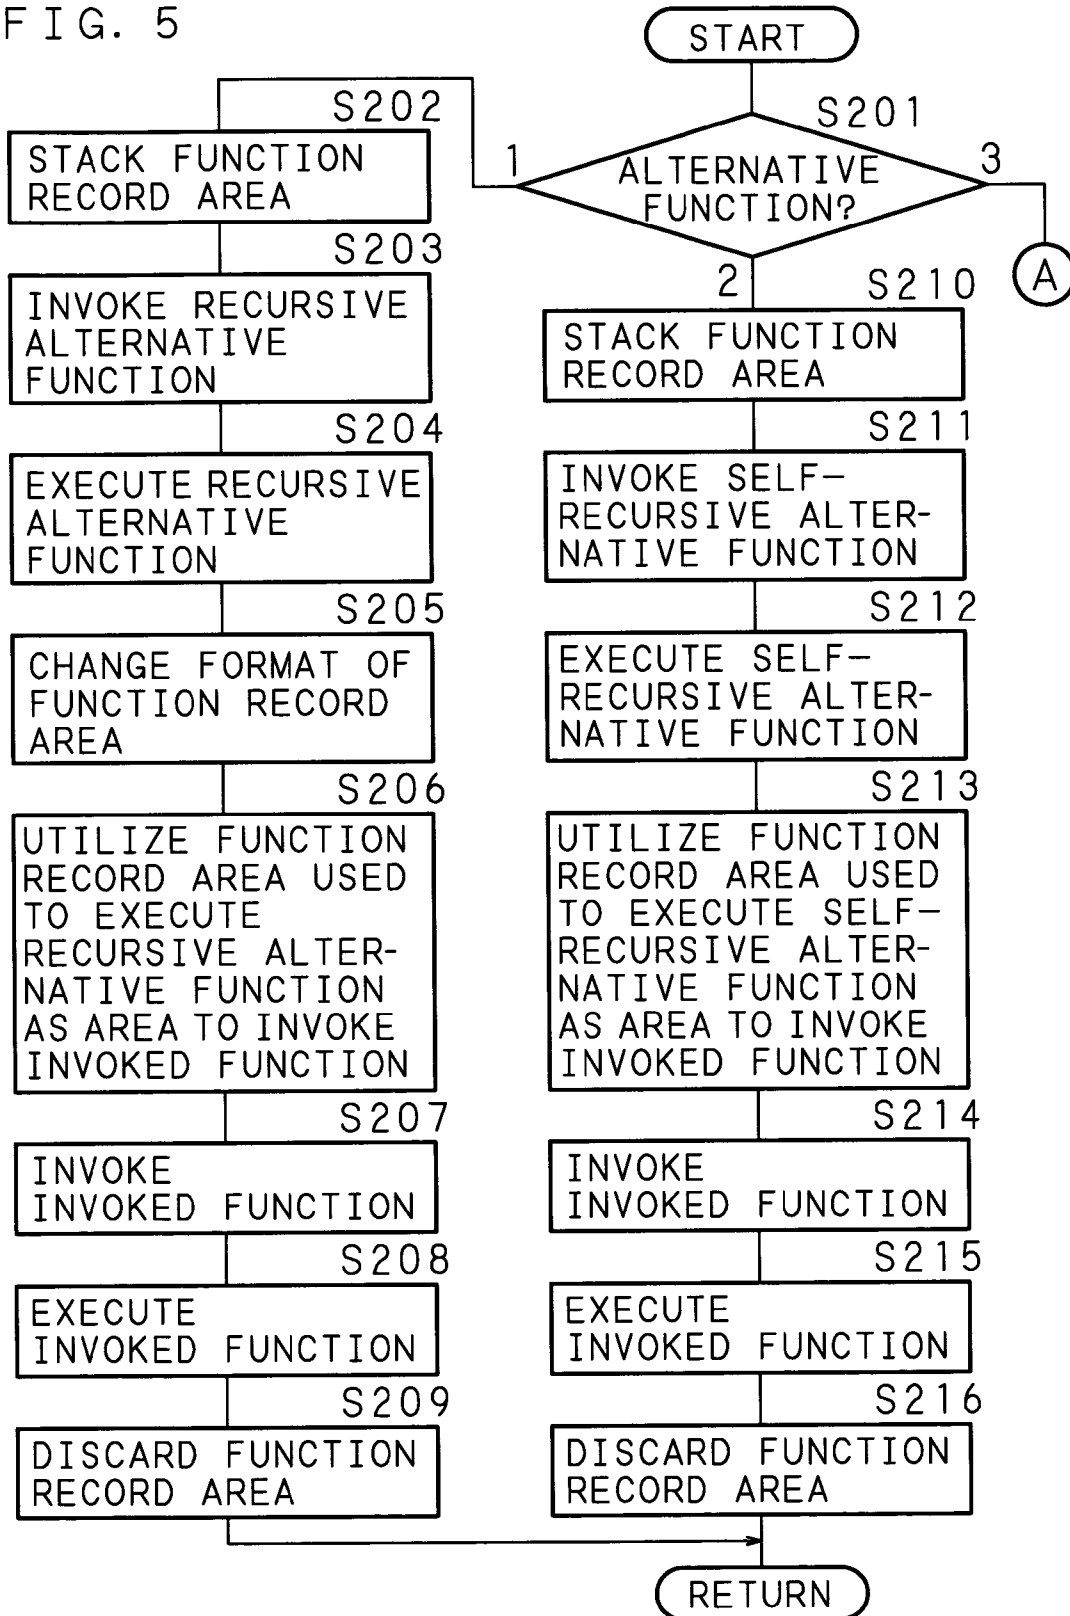 FIG. 5
START
S201
ALTERNATIVE
FUNCTION?
1
2
3
A
S202
STACK FUNCTION
RECORD AREA
S203
INVOKE RECURSIVE
ALTERNATIVE
FUNCTION
S204
EXECUTE RECURSIVE
ALTERNATIVE
FUNCTION
S205
CHANGE FORMAT OF
FUNCTION RECORD
AREA
S206
UTILIZE FUNCTION
RECORD AREA USED
TO EXECUTE
RECURSIVE ALTER-
NATIVE FUNCTION
AS AREA TO INVOKE
INVOKED FUNCTION
S207
INVOKE
INVOKED FUNCTION
S208
EXECUTE
INVOKED FUNCTION
S209
DISCARD FUNCTION
RECORD AREA
S210
STACK FUNCTION
RECORD AREA
S211
INVOKE SELF-
RECURSIVE ALTER-
NATIVE FUNCTION
S212
EXECUTE SELF-
RECURSIVE ALTER-
NATIVE FUNCTION
S213
UTILIZE FUNCTION
RECORD AREA USED
TO EXECUTE SELF-
RECURSIVE ALTER-
NATIVE FUNCTION
AS AREA TO INVOKE
INVOKED FUNCTION
S214
INVOKE
INVOKED FUNCTION
S215
EXECUTE
INVOKED FUNCTION
S216
DISCARD FUNCTION
RECORD AREA
RETURN